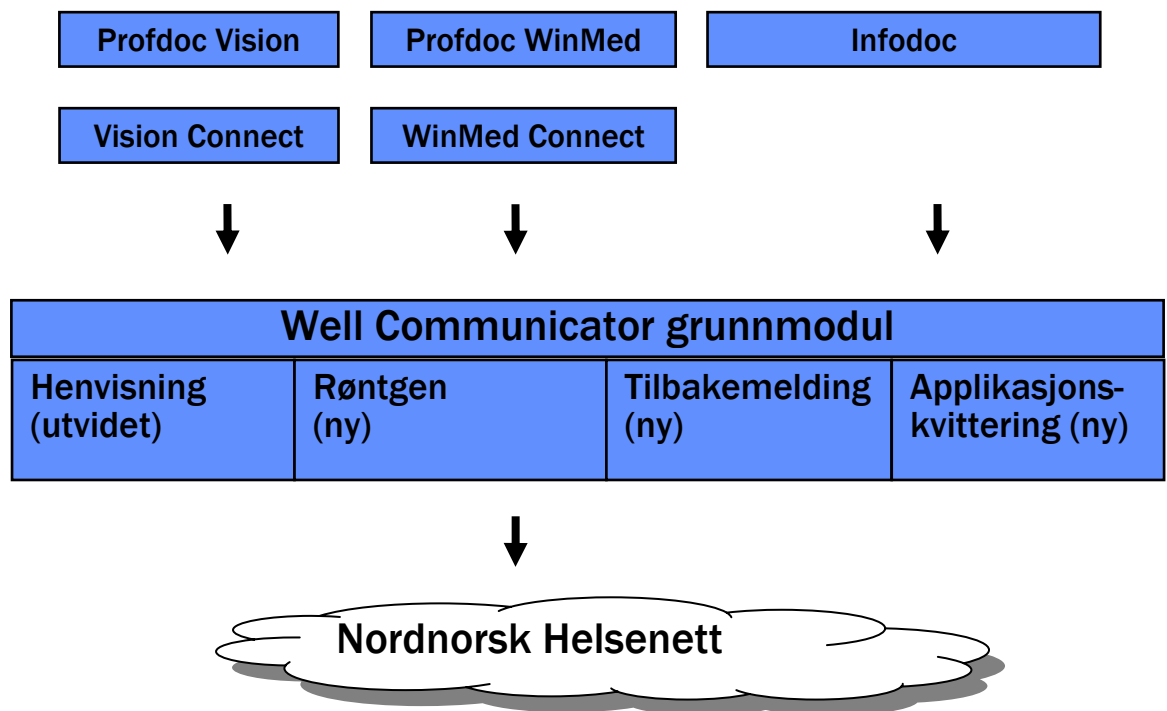 Profdoc Vision
Profdoc WinMed
Infodoc
Vision Connect
WinMed Connect
Well Communicator grunnmodul
Henvisning
(utvidet)
Røntgen
(ny)
Tilbakemelding
(ny)
Applikasjons-
kvittering (ny)
Nordnorsk Helsenett